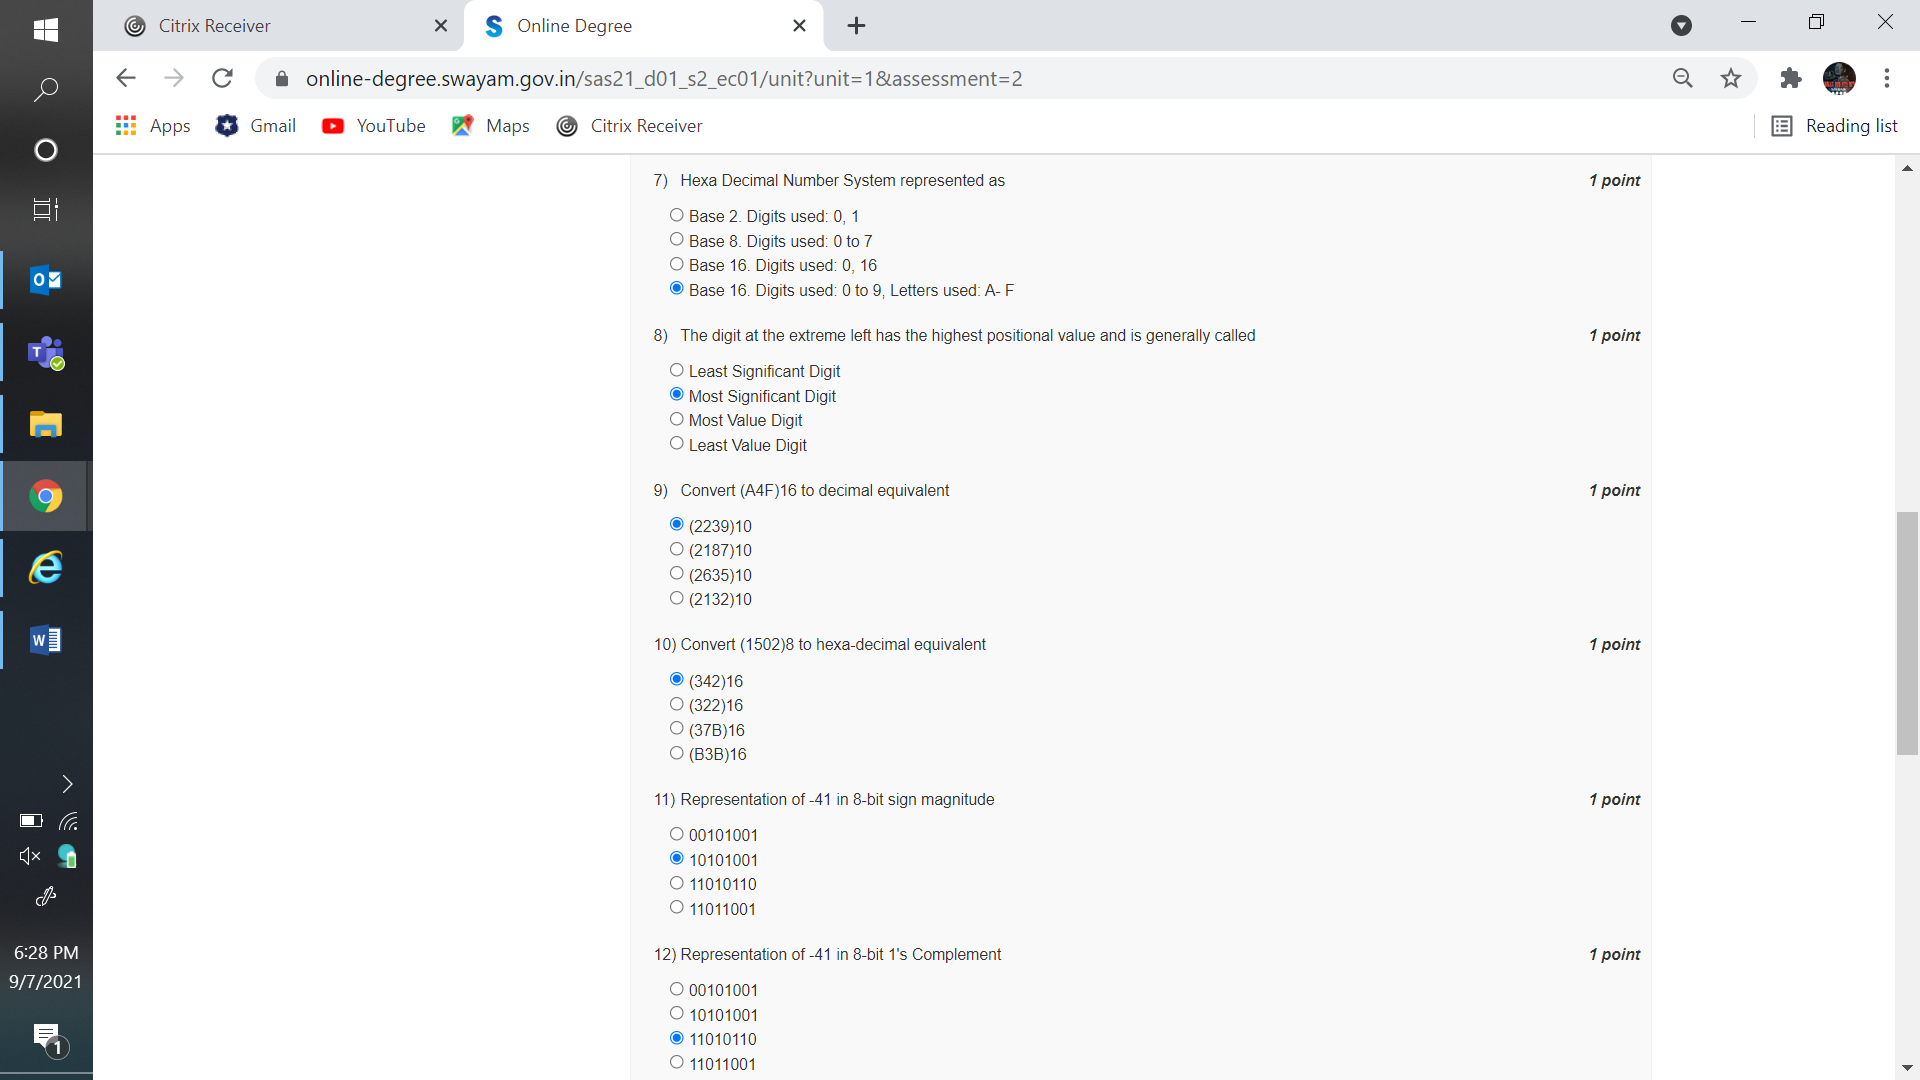 Citrix Receiver
Online Degree
online-degree.swayam.gov.in/sas21_d01_s2_ec01/unit?unit=1&assessment=2
Apps Gmail YouTube Maps Citrix Receiver Reading list
7) Hexa Decimal Number System represented as 1 point
Base 2. Digits used: 0, 1
Base 8. Digits used: 0 to 7
Base 16. Digits used: 0, 16
Base 16. Digits used: 0 to 9, Letters used: A- F
8) The digit at the extreme left has the highest positional value and is generally called 1 point
Least Significant Digit
Most Significant Digit
Most Value Digit
Least Value Digit
9) Convert (A4F)16 to decimal equivalent 1 point
(2239)10
(2187)10
(2635)10
(2132)10
10) Convert (1502)8 to hexa-decimal equivalent 1 point
(342)16
(322)16
(37B)16
(B3B)16
11) Representation of -41 in 8-bit sign magnitude 1 point
00101001
10101001
11010110
11011001
12) Representation of -41 in 8-bit 1's Complement 1 point
00101001
10101001
11010110
11011001
6:28 PM
9/7/2021
1